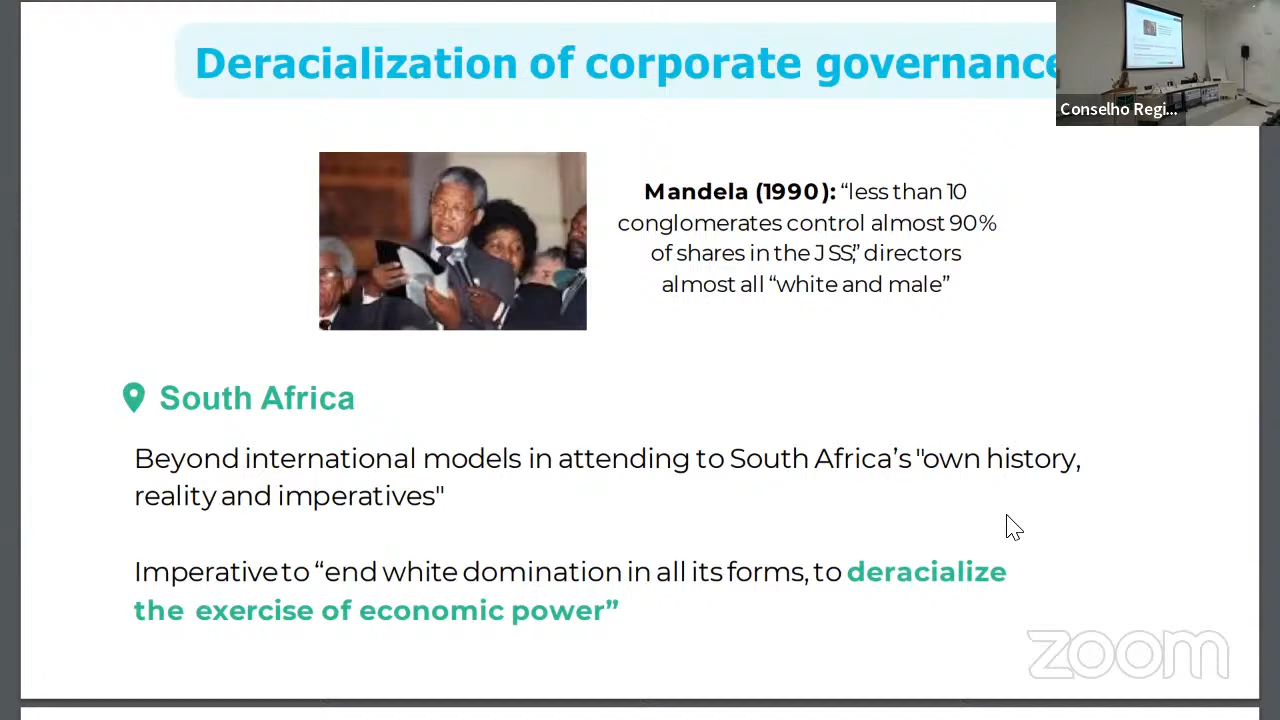 Deracialization of corporate governance
Conselho Regi...
Mandela (1990): “less than 10
conglomerates control almost 90%
of shares in the JSS,” directors
almost all “white and male”
South Africa
Beyond international models in attending to South Africa’s "own history,
reality and imperatives"
Imperative to “end white domination in all its forms, to deracialize
the exercise of economic power”
zoom